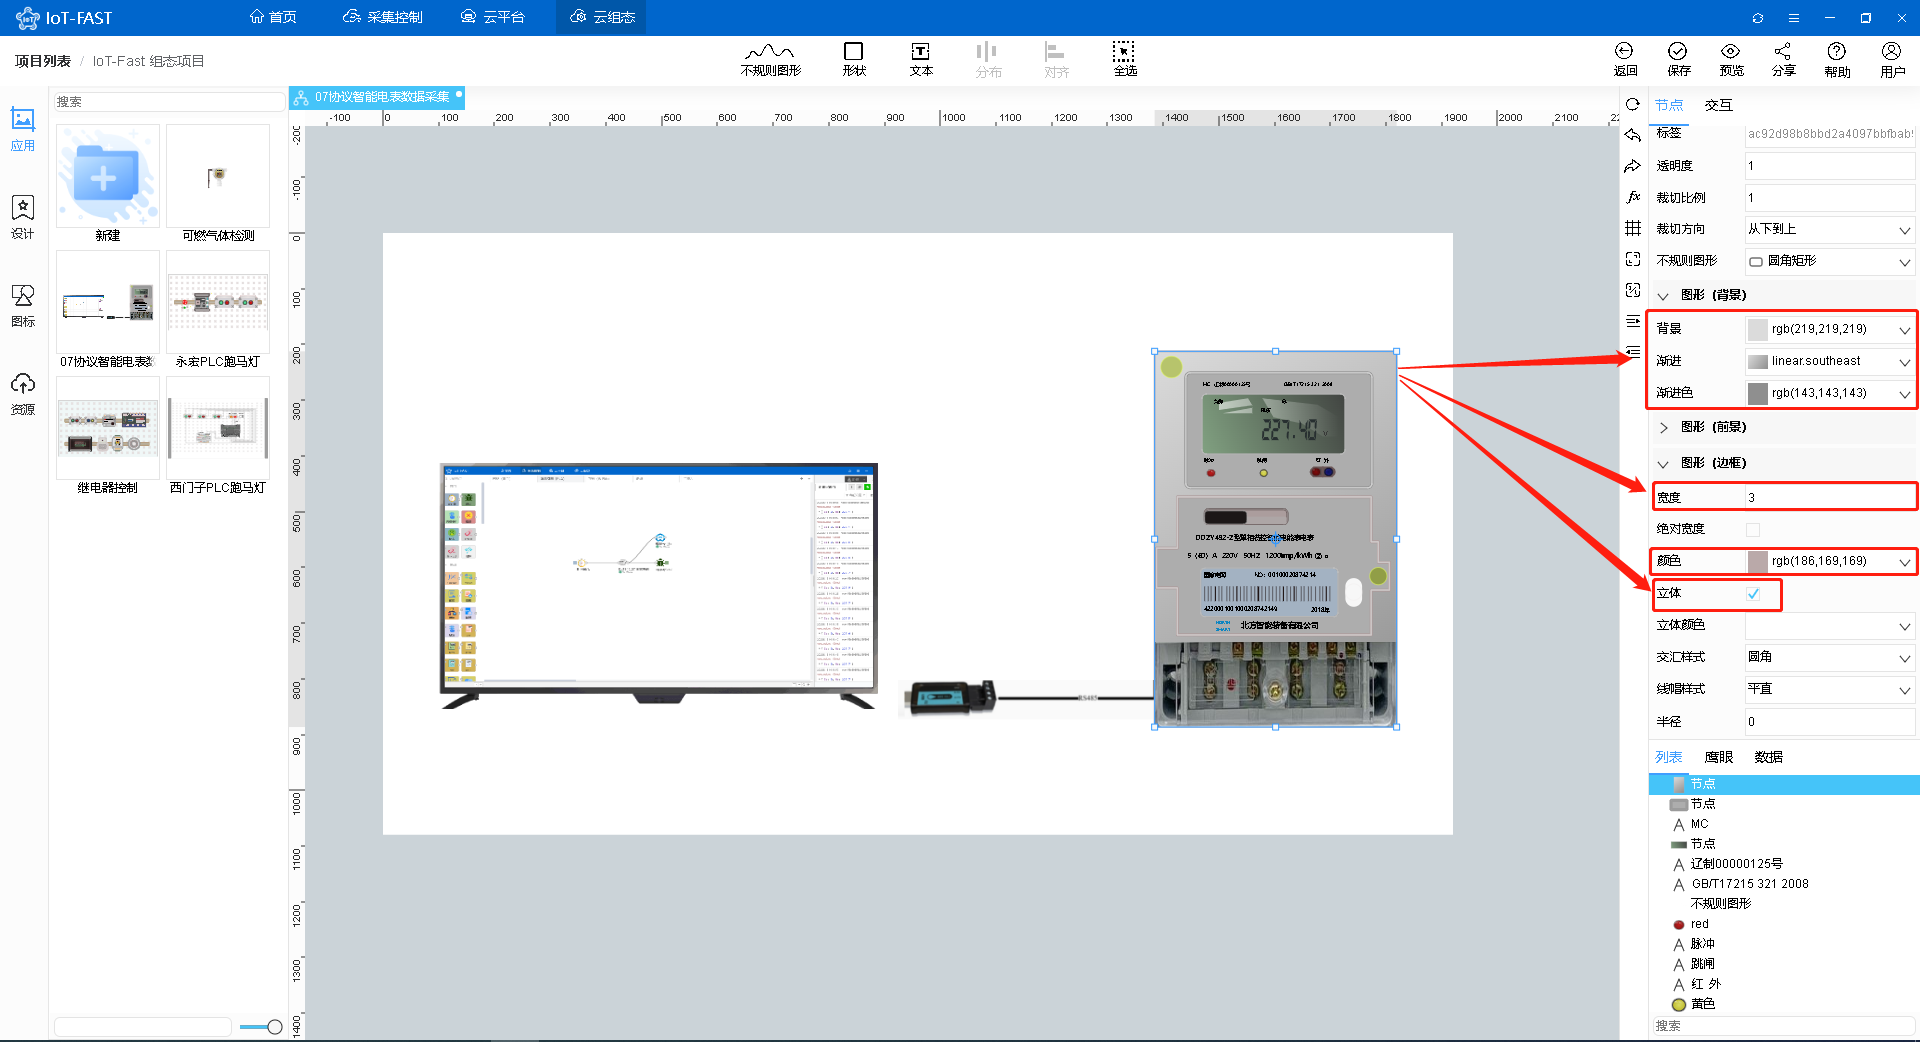 IoT-FAST
首页
采集控制
云平台
云组态
项目列表 / IoT-Fast 组态项目
不规则图形
形状
文本
分布
对齐
全选
返回
保存
预览
分享
帮助
用户
应用
设计
图标
资源
搜索
新建
可燃气体检测
07协议智能电表数
永宏PLC跑马灯
继电器控制
西门子PLC跑马灯
07协议智能电表数据采集
-100 0 100 200 300 400 500 600 700 800 900 1000 1100 1200 1300 1400 1500 1600 1700 1800 1900 2000 2100
-200
-100
0
100
200
300
400
500
600
700
800
900
1000
1100
1200
1300
1400
MC 辽制00000125号
GB/T17215 321 2008
227.40
脉冲
跳闸
红 外
5 (60) A 220V 50HZ 1200imp/kWh
NO: 00100020874214
2018年
北方智能装备有限公司
RS485
节点 交互
标签 ac92d98b8bbd2a4097bbfbab
透明度 1
裁切比例 1
裁切方向 从下到上
不规则图形 圆角矩形
图形 (背景)
背景 rgb(219,219,219)
渐进 linear.southeast
渐进色 rgb(143,143,143)
图形 (前景)
图形 (边框)
宽度 3
绝对宽度
颜色 rgb(186,169,169)
立体
立体颜色
交汇样式 圆角
线帽样式 平直
半径 0
列表 鹰眼 数据
节点
节点
MC
节点
辽制00000125号
GB/T17215 321 2008
不规则图形
red
脉冲
跳闸
红 外
黄色
搜索